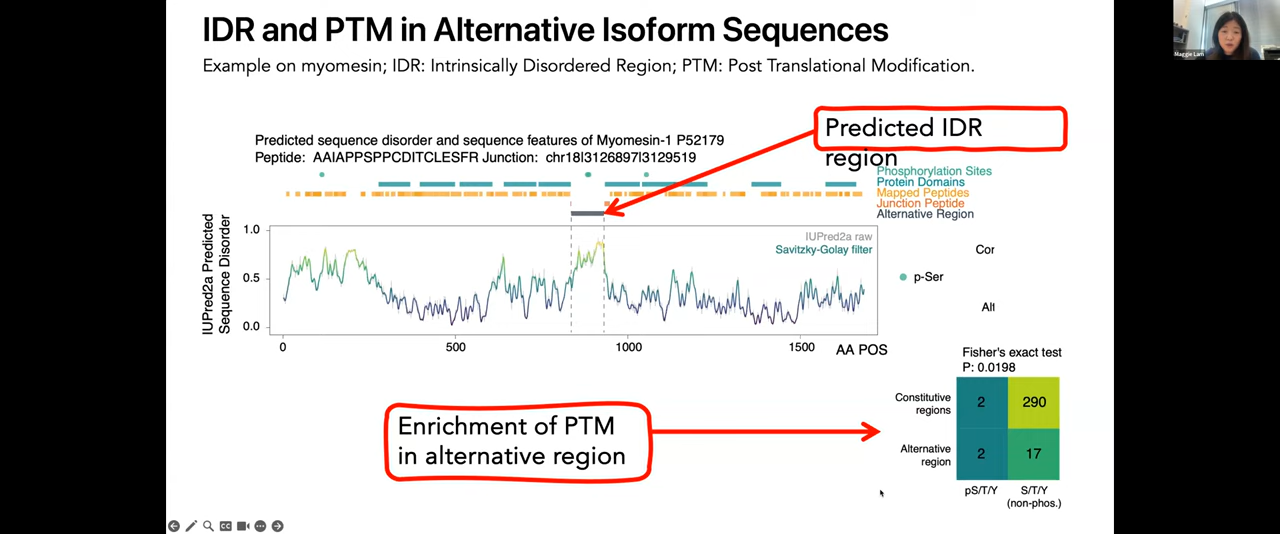 IDR and PTM in Alternative Isoform Sequences
Example on myomesin; IDR: Intrinsically Disordered Region; PTM: Post Translational Modification.
Maggie Lam
Predicted sequence disorder and sequence features of Myomesin-1 P52179
Peptide: AAIAPPSPPCDITCLESFR Junction: chr18|3126897|3129519
Predicted IDR
region
Phosphorylation Sites
Protein Domains
Mapped Peptides
Junction Peptide
Alternative Region
IUPred2a Predicted
Sequence Disorder
1.0
0.5
0.0
IUPred2a raw
Savitzky-Golay filter
0
500
1000
1500
AA POS
Cor
p-Ser
Alt
Enrichment of PTM
in alternative region
Fisher's exact test
P: 0.0198
Constitutive
regions
2
290
Alternative
region
2
17
pS/T/Y
S/T/Y
(non-phos.)
CC